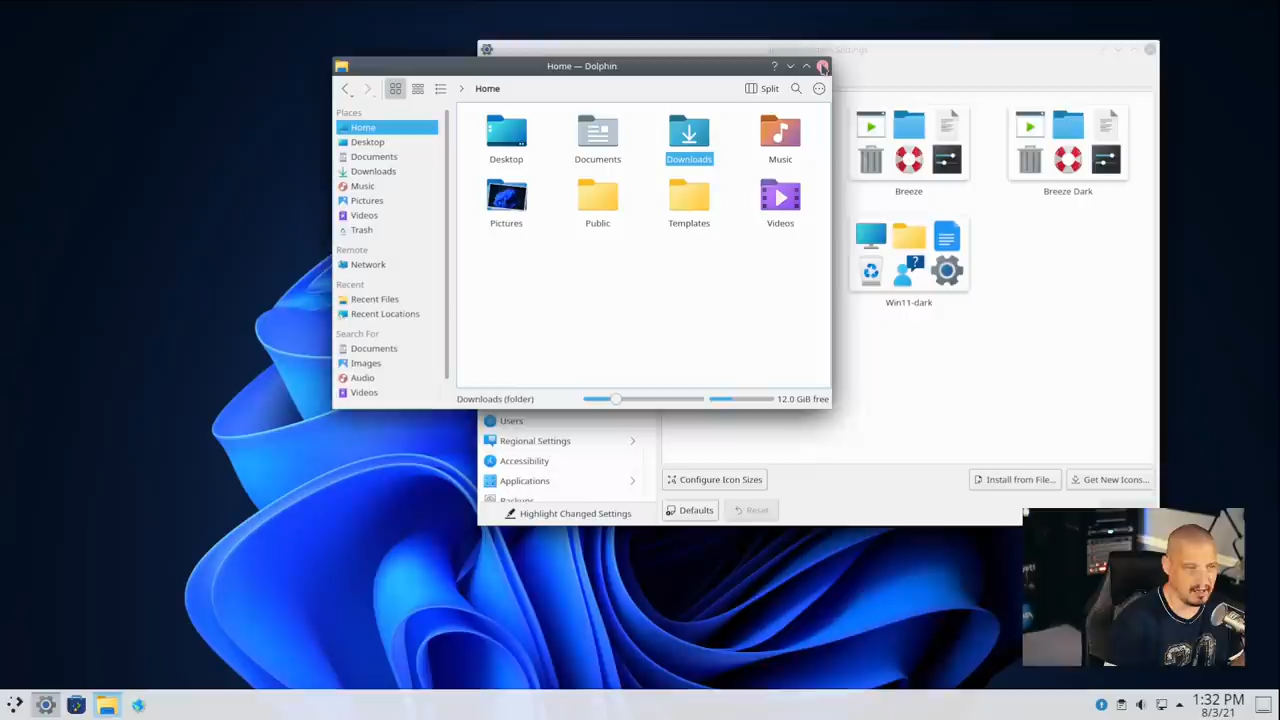 Settings
Home — Dolphin
Home
Split
Places
Home
Desktop
Documents
Downloads
Music
Pictures
Videos
Trash
Remote
Network
Recent
Recent Files
Recent Locations
Search For
Documents
Images
Audio
Videos
Desktop
Documents
Downloads
Music
Pictures
Public
Templates
Videos
Downloads (folder)
12.0 GiB free
Breeze
Breeze Dark
Win11-dark
Users
Regional Settings
Accessibility
Applications
Backups
Highlight Changed Settings
Configure Icon Sizes
Install from File...
Get New Icons...
Defaults
Reset
1:32 PM
8/3/21